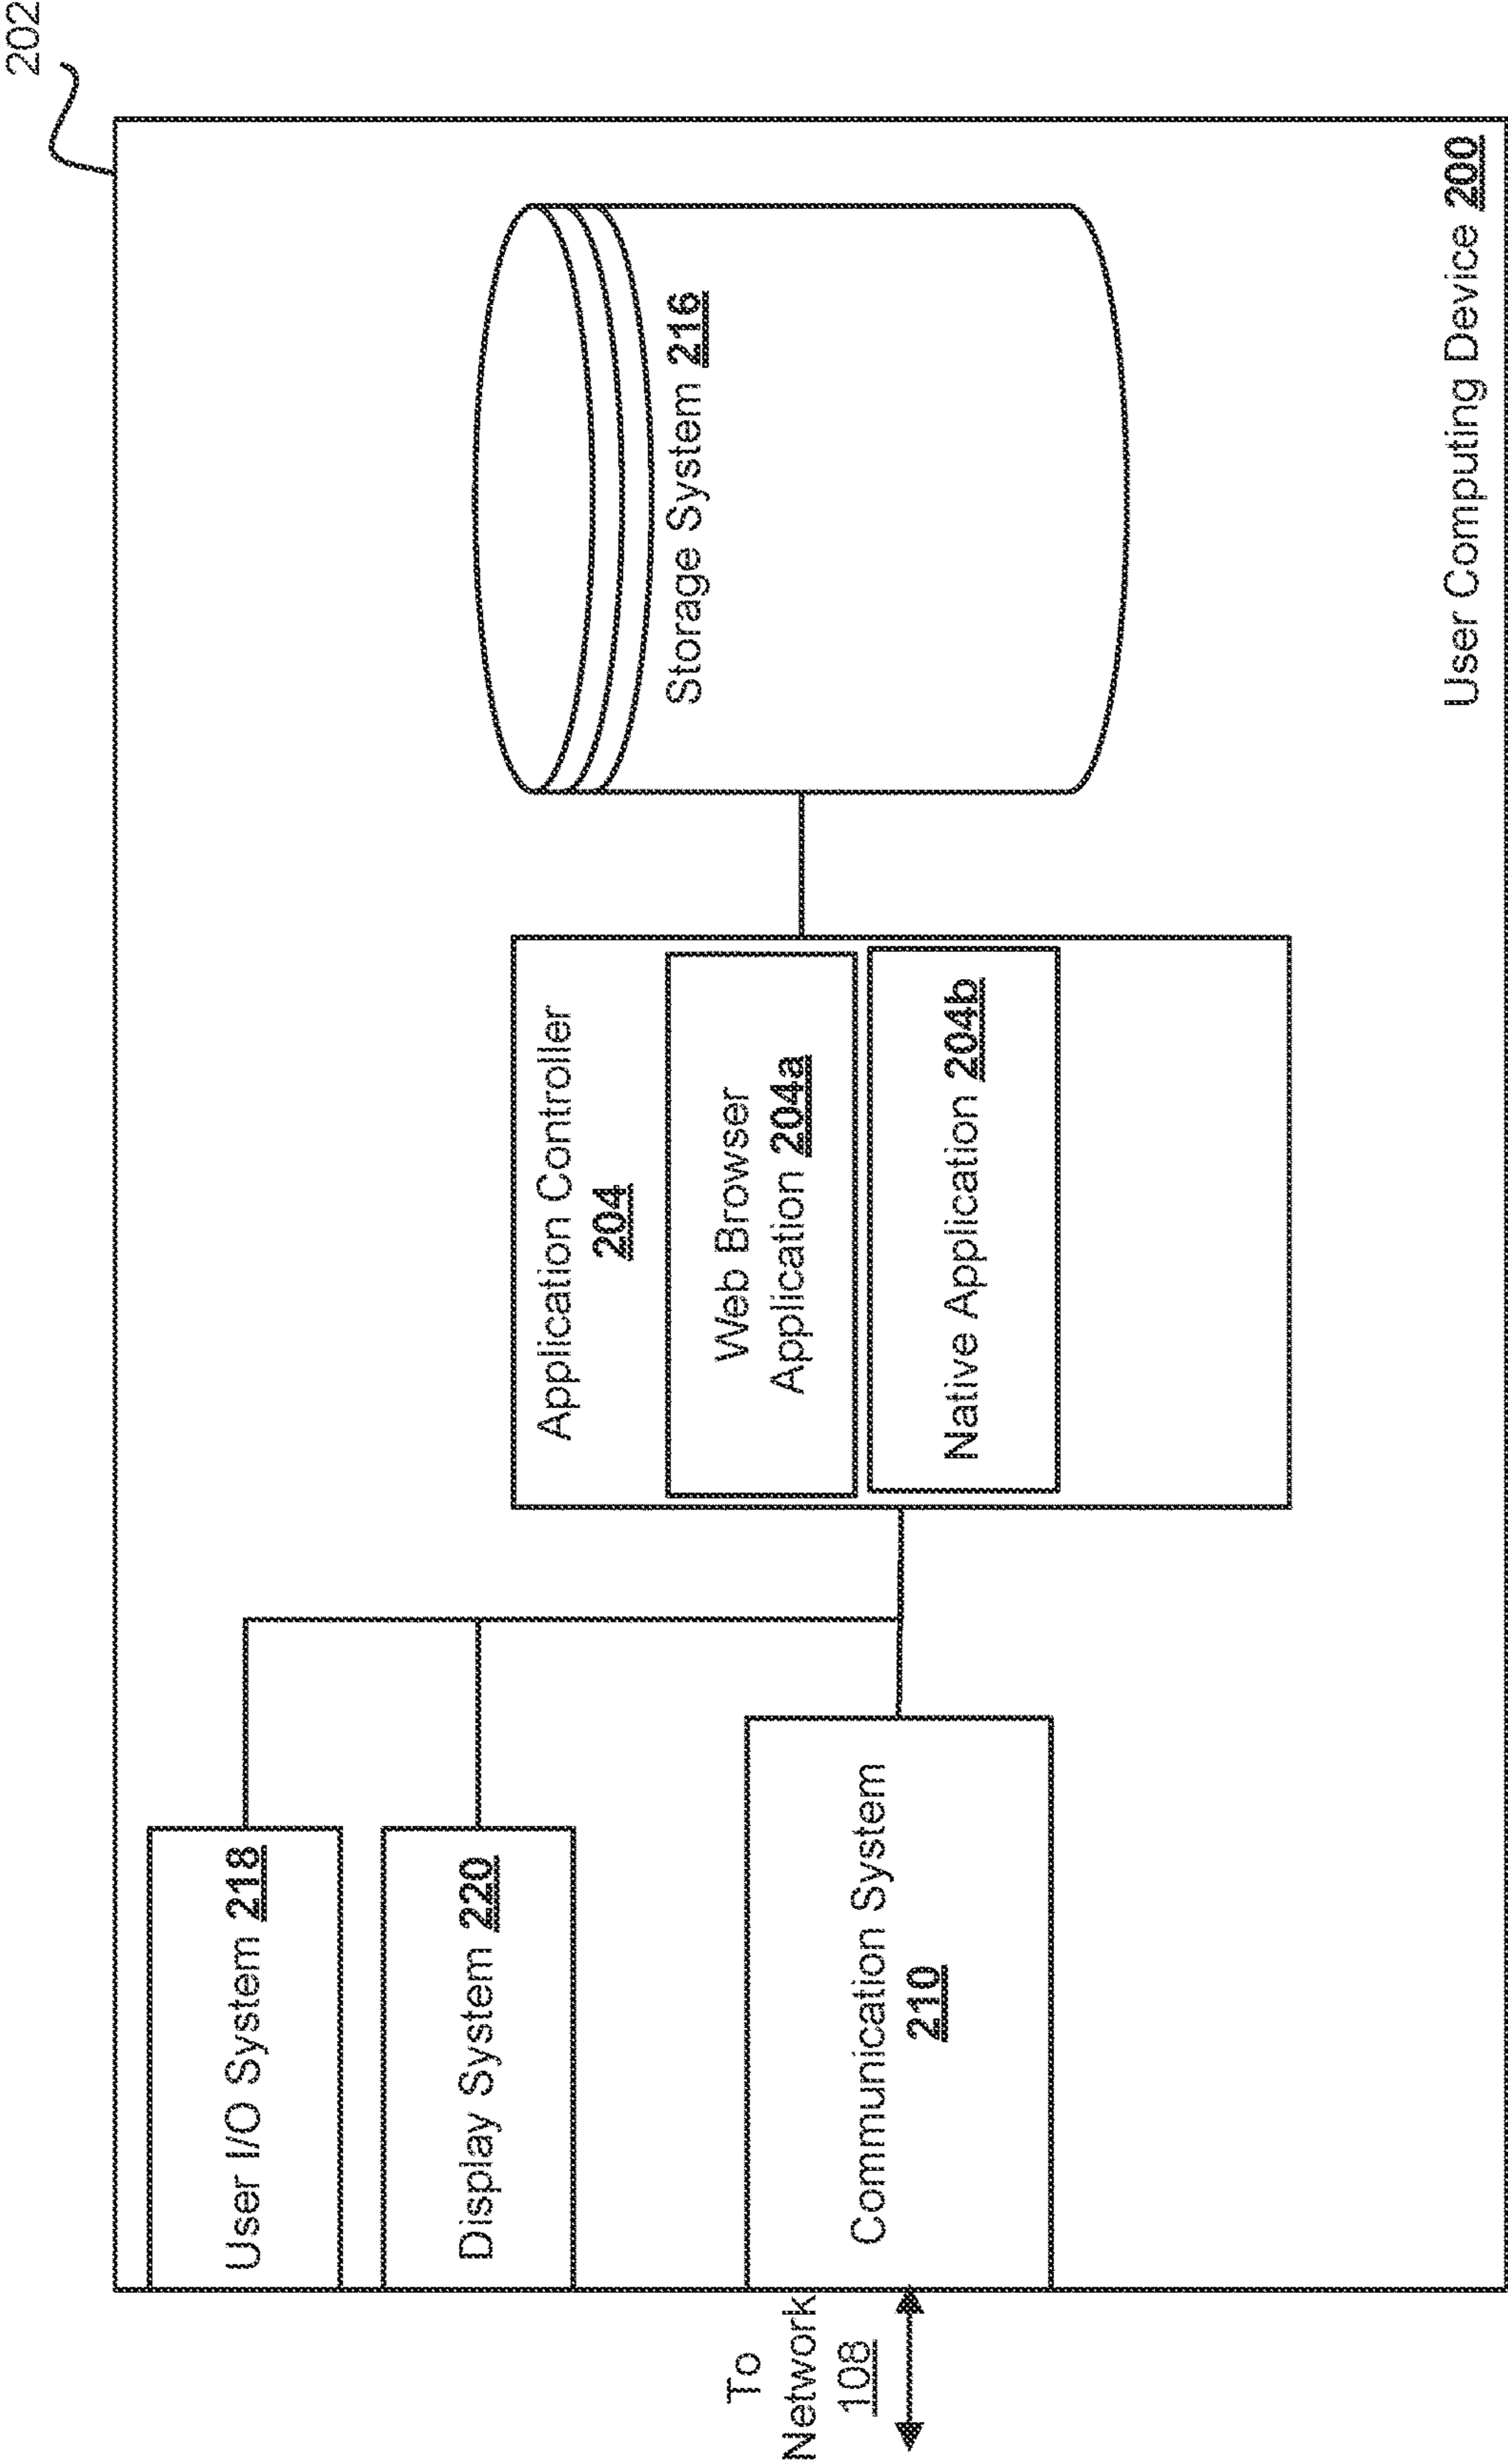 202
User I/O System 218
Display System 220
To
Network
108
Communication System
210
Application Controller
204
Web Browser
Application 204a
Native Application 204b
Storage System 216
User Computing Device 200